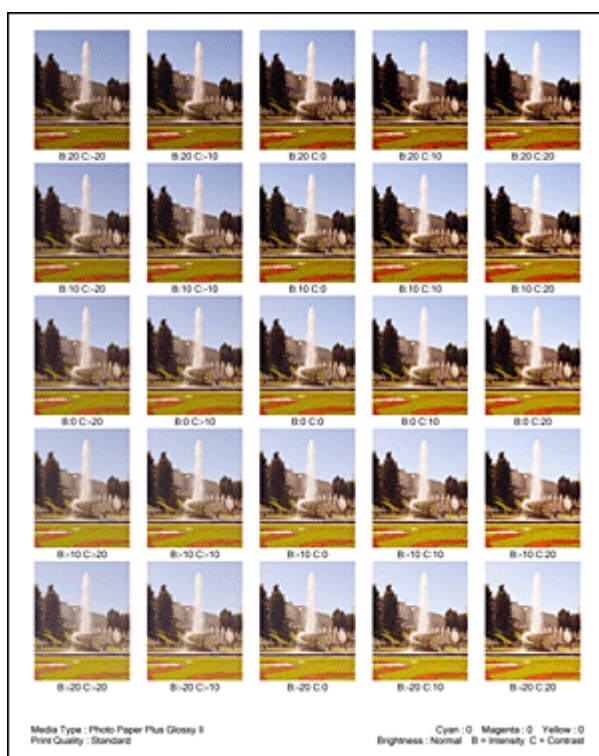 B:20 C:-20 B:20 C:-10 B:20 C:0 B:20 C:10 B:20 C:20
B:10 C:-20 B:10 C:-10 B:10 C:0 B:10 C:10 B:10 C:20
B:0 C:-20 B:0 C:-10 B:0 C:0 B:0 C:10 B:0 C:20
B:-10 C:-20 B:-10 C:-10 B:-10 C:0 B:-10 C:10 B:-10 C:20
B:-20 C:-20 B:-20 C:-10 B:-20 C:0 B:-20 C:10 B:-20 C:20
Media Type : Photo Paper Plus Glossy II Cyan : 0 Magenta : 0 Yellow : 0
Print Quality : Standard Brightness : Normal B = Intensity C = Contrast